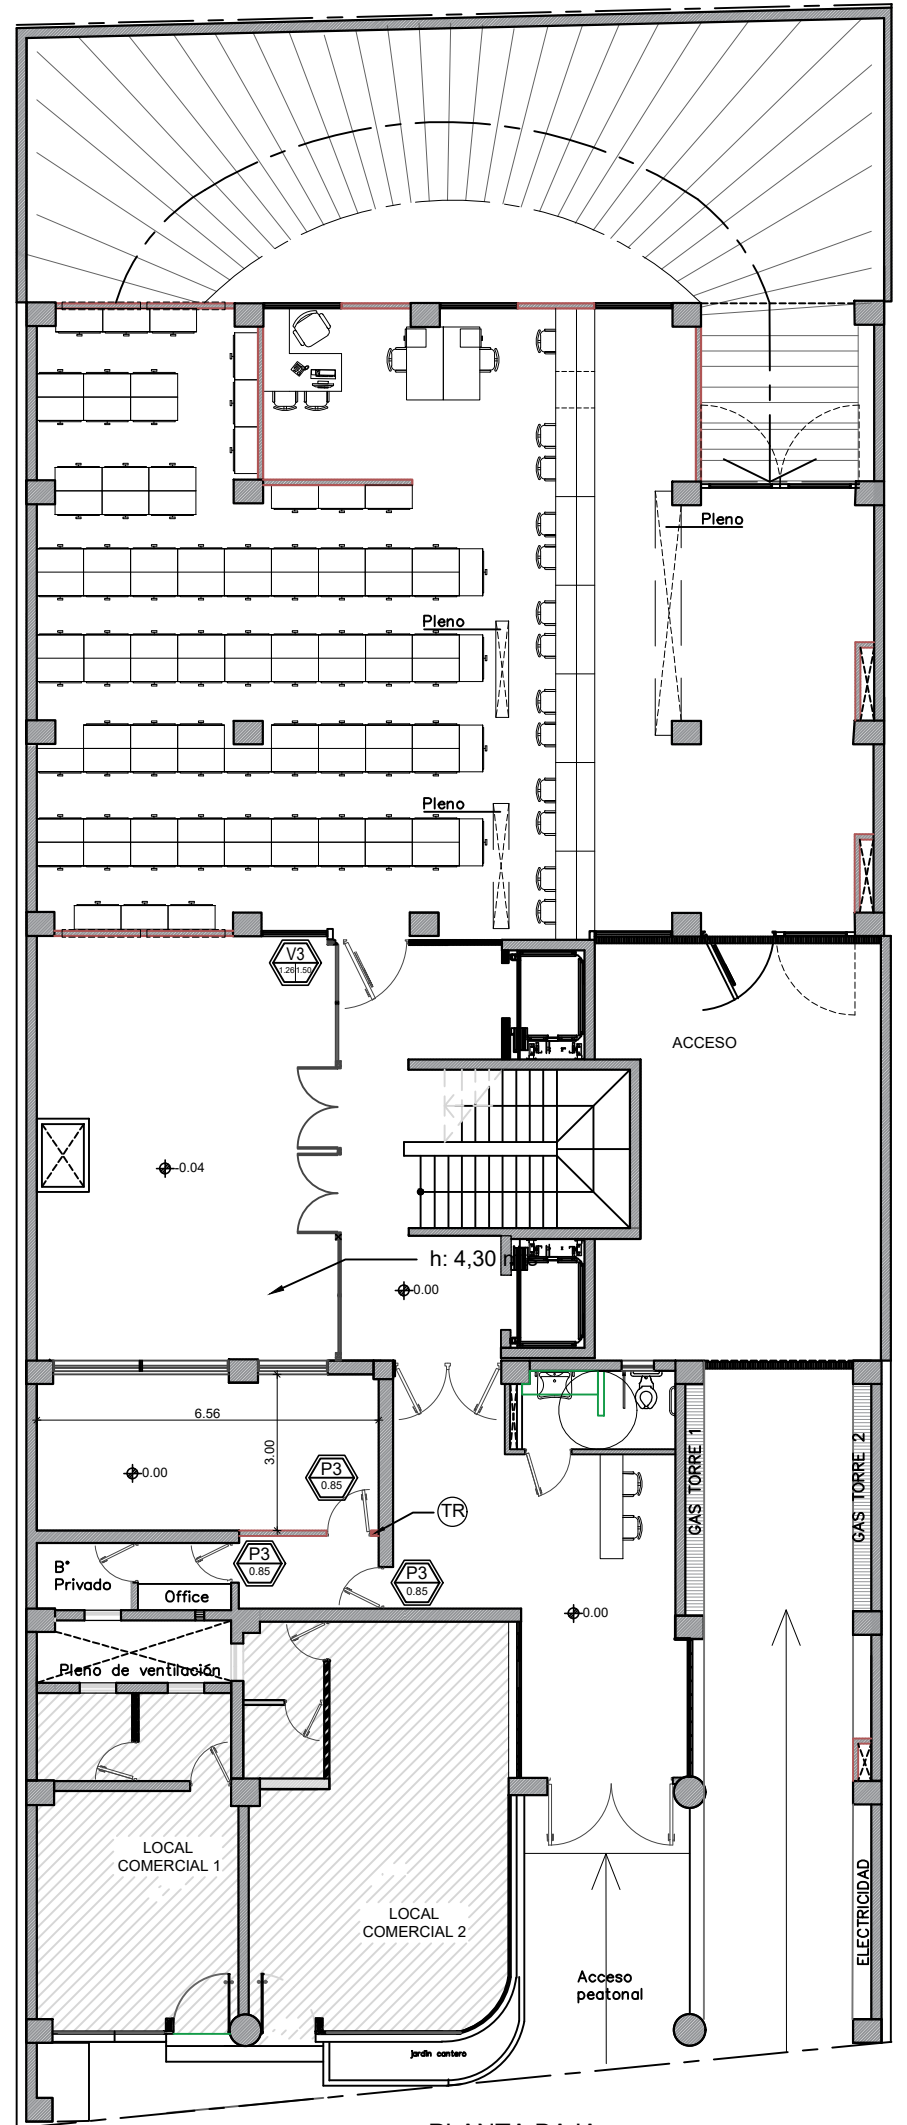 Pleno
Pleno
Pleno
V3
1.26 1.50
ACCESO
-0.04
h: 4,30
-0.00
6.56
3.00
-0.00
P3
0.85
TR
GAS TORRE 1
GAS TORRE 2
B°
Privado
Office
P3
0.85
P3
0.85
-0.00
Pleno de ventilación
LOCAL
COMERCIAL 1
LOCAL
COMERCIAL 2
ELECTRICIDAD
Acceso
peatonal
jardín cantero
PLANTA BAJA